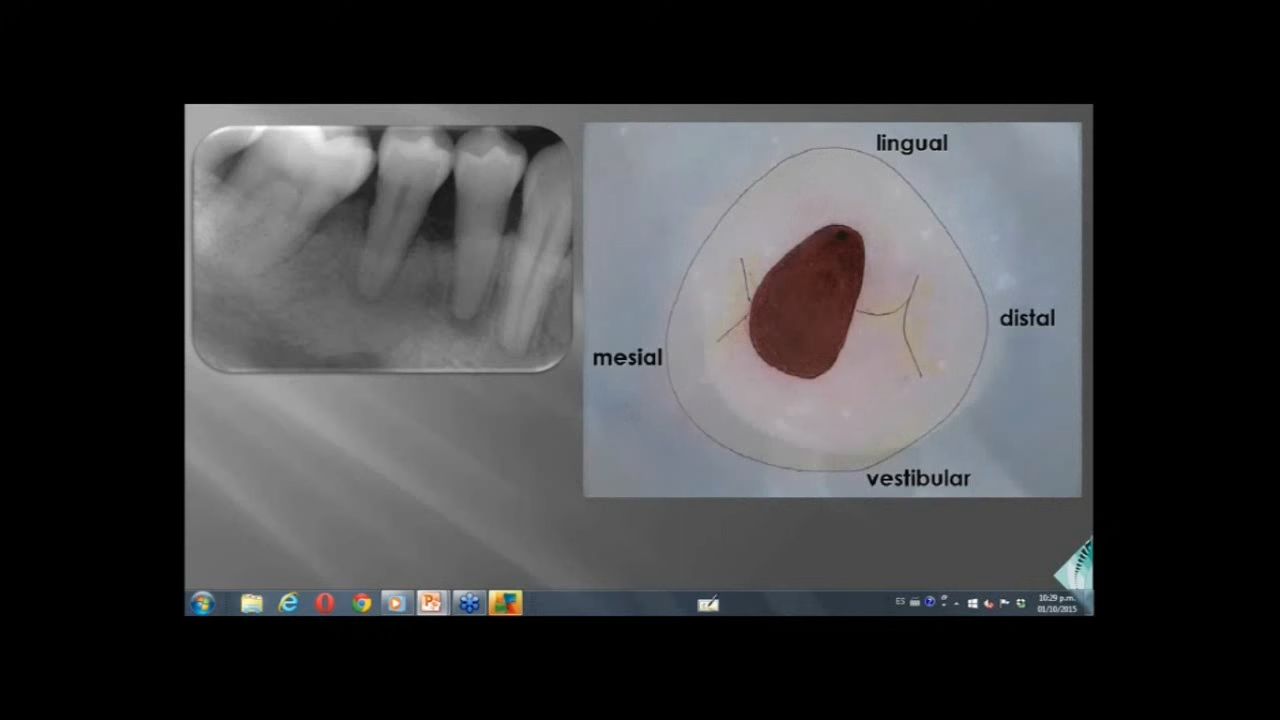 lingual
distal
mesial
vestibular
ES
10:29 p.m.
01/10/2015